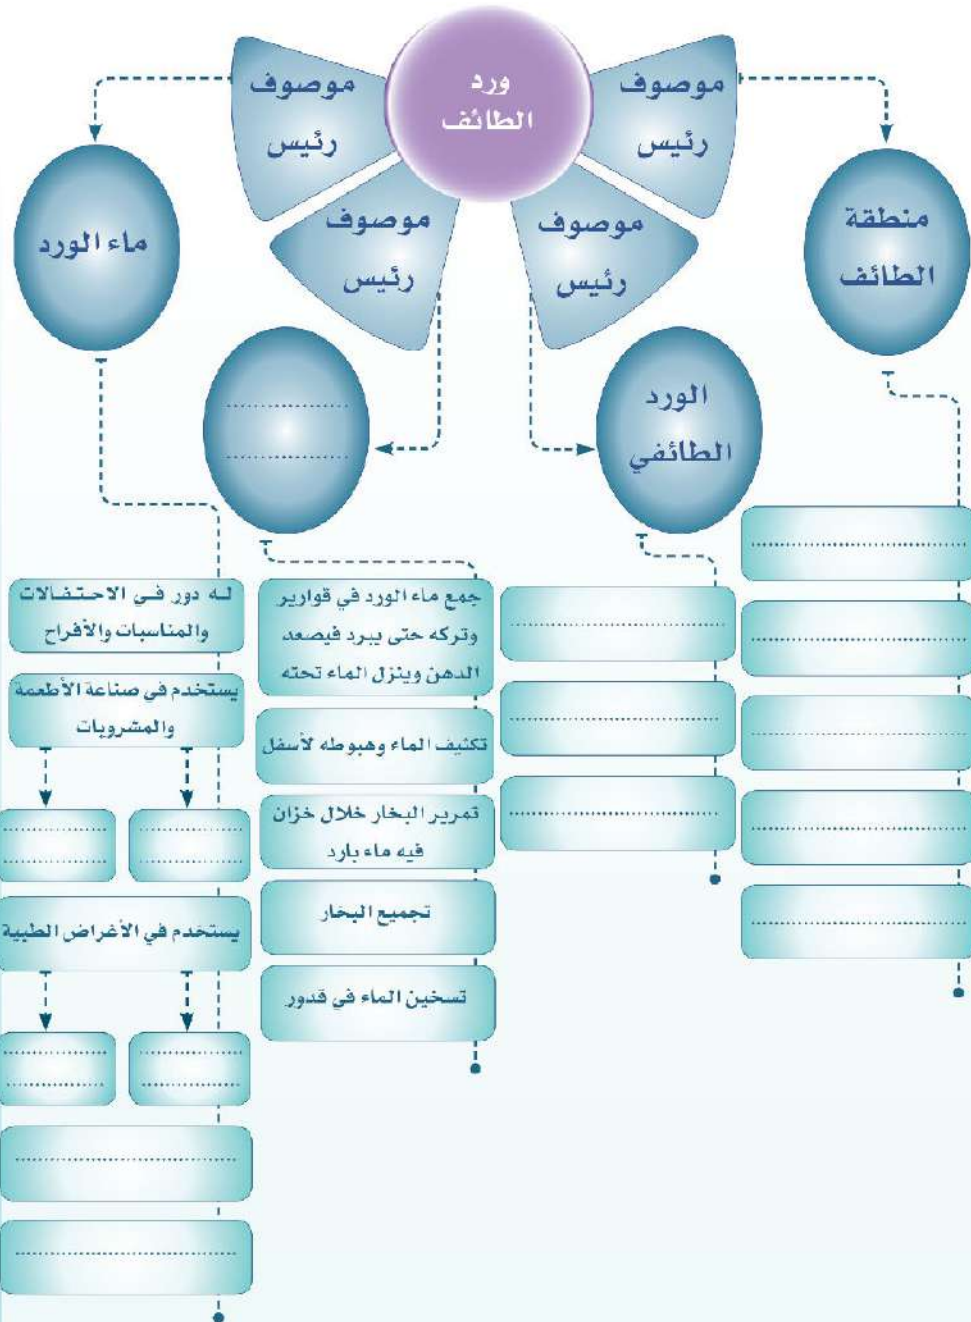 ورد
الطائف
موصوف
رئيس
موصوف
رئيس
موصوف
رئيس
موصوف
رئيس
منطقة
الطائف
الورد
الطائفي
ماء الورد
جمع ماء الورد في قوارير
وتركه حتى يبرد فيصعد
الدهن وينزل الماء تحته
تكثيف الماء وهبوطه لأسفل
تمرير البخار خلال خزان
فيه ماء بارد
تجميع البخار
تسخين الماء في قدور
له دور في الاحتفالات
والمناسبات والأفراح
يستخدم في صناعة الأطعمة
والمشروبات
يستخدم في الأغراض الطبية